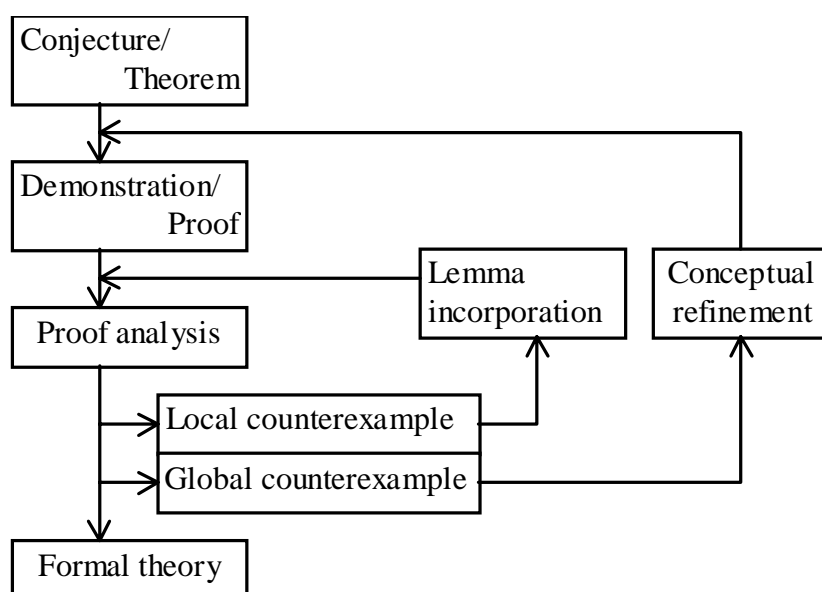 Conjecture/
Theorem
Demonstration/
Proof
Lemma
incorporation
Conceptual
refinement
Proof analysis
Local counterexample
Global counterexample
Formal theory